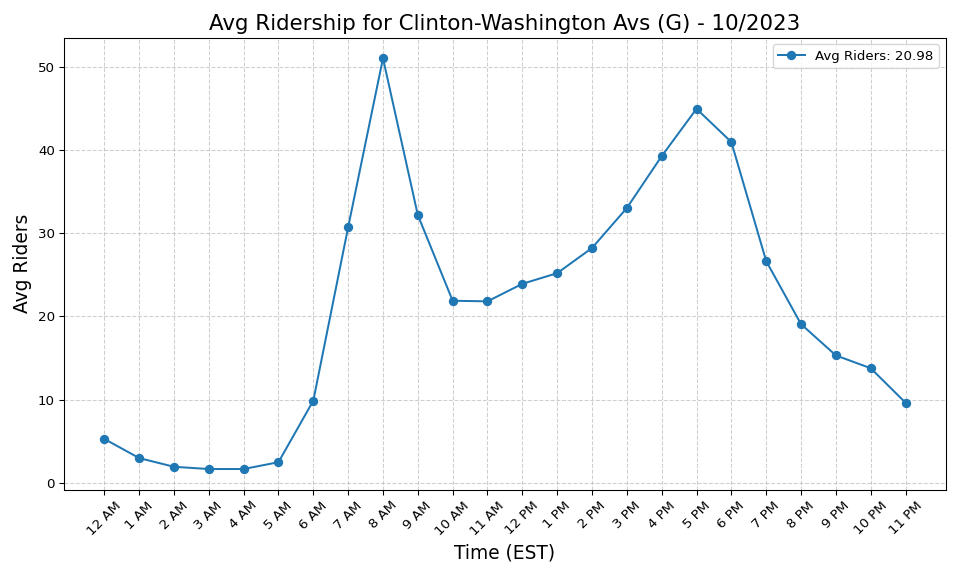 Avg Ridership for Clinton-Washington Avs (G) - 10/2023
Avg Riders: 20.98
Avg Riders
50
40
30
20
10
0
12 AM
1 AM
2 AM
3 AM
4 AM
5 AM
6 AM
7 AM
8 AM
9 AM
10 AM
11 AM
12 PM
1 PM
2 PM
3 PM
4 PM
5 PM
6 PM
7 PM
8 PM
9 PM
10 PM
11 PM
Time (EST)